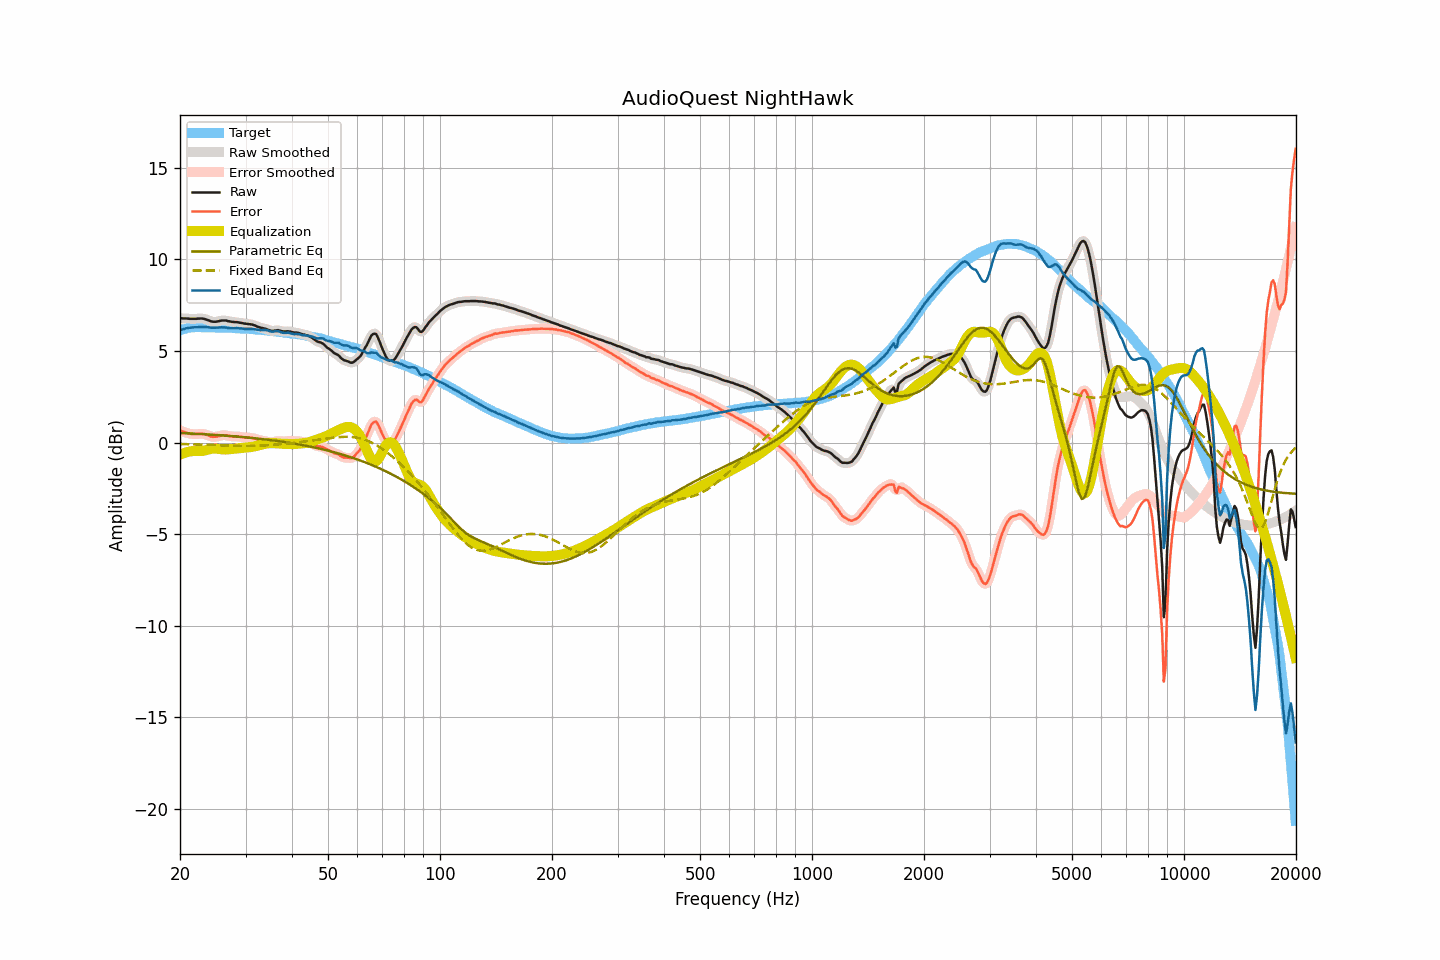 AudioQuest NightHawk
Target
Raw Smoothed
Error Smoothed
Raw
Error
Equalization
Parametric Eq
Fixed Band Eq
Equalized
15
10
5
0
−5
−10
−15
−20
Amplitude (dBr)
20 50 100 200 500 1000 2000 5000 10000 20000
Frequency (Hz)